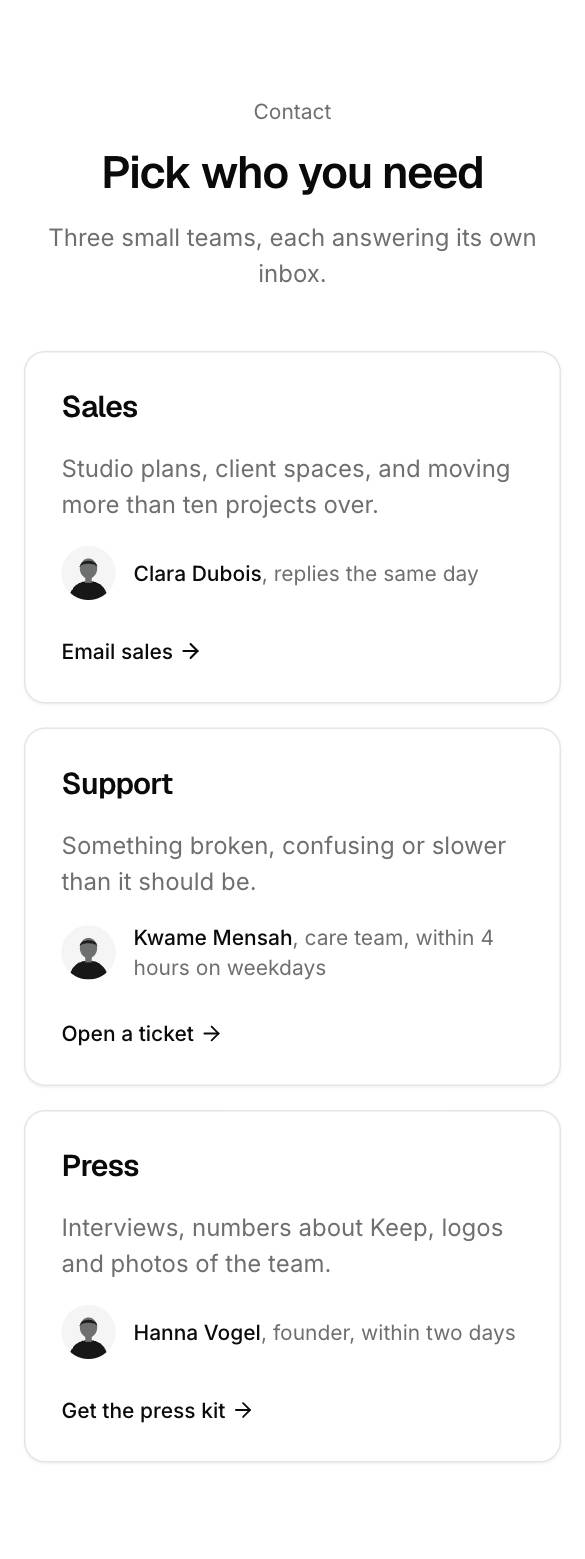 Contact
Pick who you need
Three small teams, each answering its own
inbox.
Sales
Studio plans, client spaces, and moving
more than ten projects over.
Clara Dubois, replies the same day
Email sales →
Support
Something broken, confusing or slower
than it should be.
Kwame Mensah, care team, within 4
hours on weekdays
Open a ticket →
Press
Interviews, numbers about Keep, logos
and photos of the team.
Hanna Vogel, founder, within two days
Get the press kit →